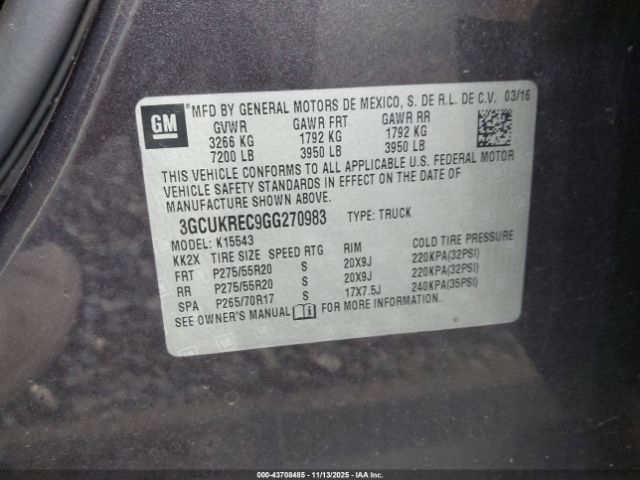 GM
*MFD BY GENERAL MOTORS DE MEXICO, S. DE R.L. DE C.V. 03/16
GVWR GAWR FRT GAWR RR
3266 KG 1792 KG 1792 KG
7200 LB 3950 LB 3950 LB
THIS VEHICLE CONFORMS TO ALL APPLICABLE U.S. FEDERAL MOTOR
VEHICLE SAFETY STANDARDS IN EFFECT ON THE DATE OF
MANUFACTURE SHOWN ABOVE.
3GCUKREC9GG270983 TYPE: TRUCK
MODEL: K15543
KK2X TIRE SIZE SPEED RTG RIM COLD TIRE PRESSURE
FRT P275/55R20 S 20X9J 220KPA(32PSI)
RR P275/55R20 S 20X9J 220KPA(32PSI)
SPA P265/70R17 S 17X7.5J 240KPA(35PSI)
SEE OWNER'S MANUAL FOR MORE INFORMATION.
000-43708485 - 11/13/2025 - IAA Inc.